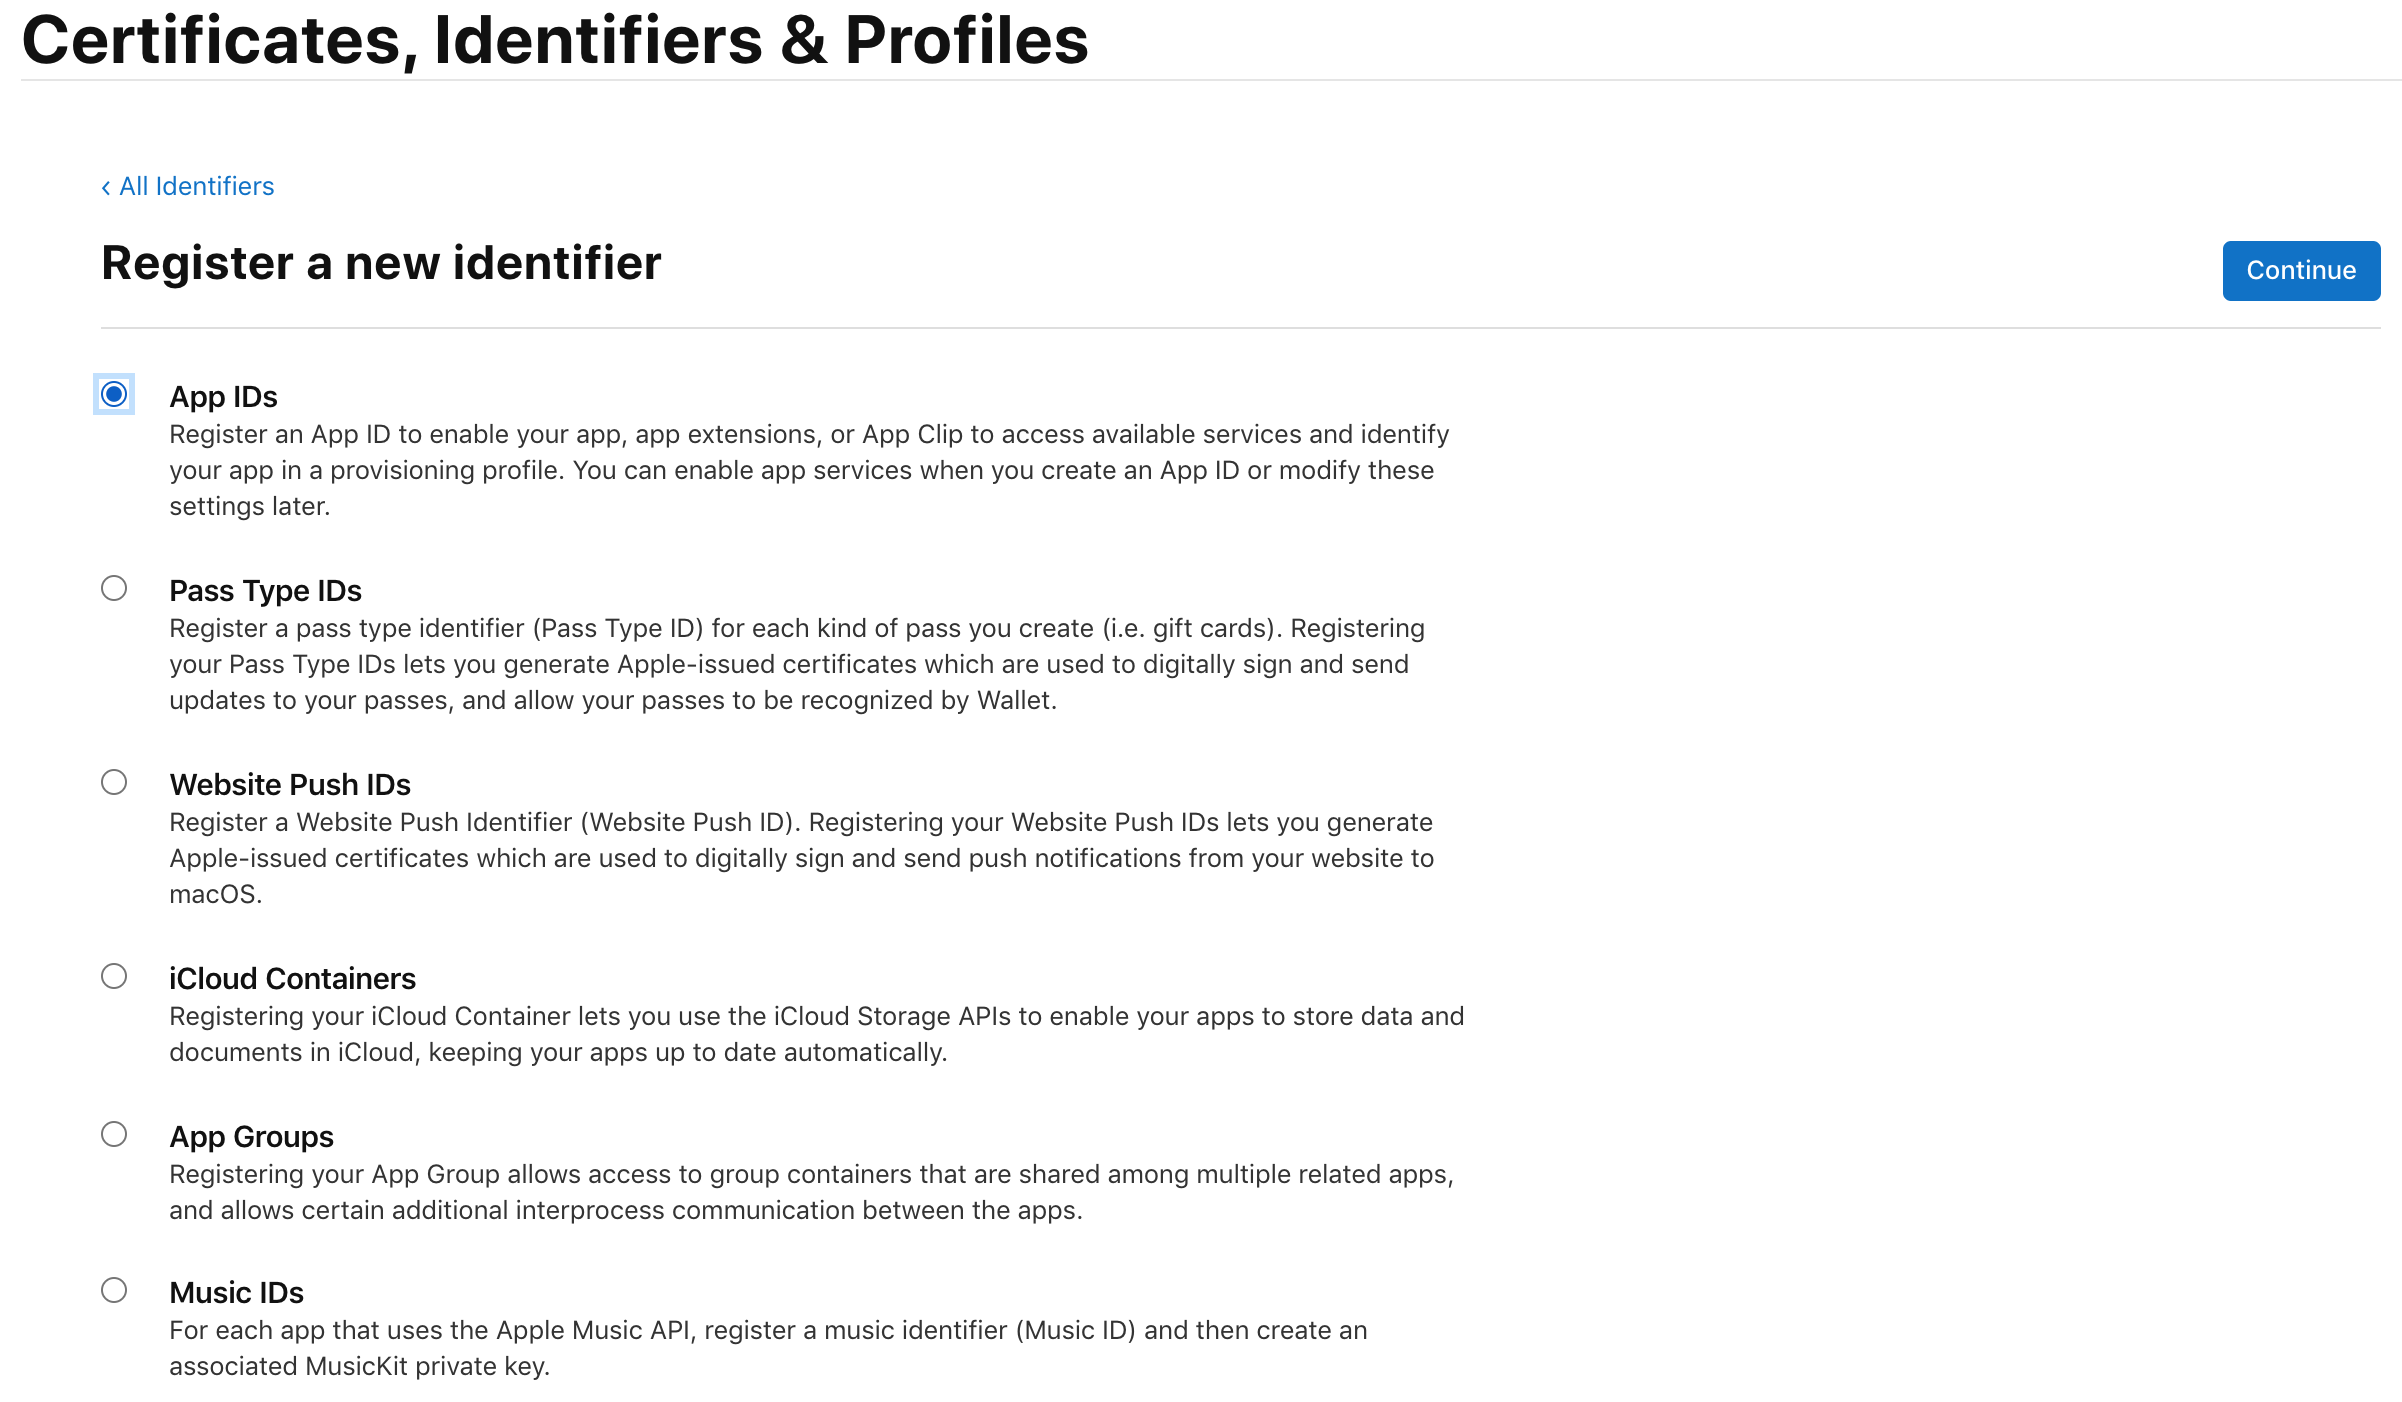 Certificates, Identifiers & Profiles
‹ All Identifiers
Register a new identifier
Continue
App IDs
Register an App ID to enable your app, app extensions, or App Clip to access available services and identify
your app in a provisioning profile. You can enable app services when you create an App ID or modify these
settings later.
Pass Type IDs
Register a pass type identifier (Pass Type ID) for each kind of pass you create (i.e. gift cards). Registering
your Pass Type IDs lets you generate Apple-issued certificates which are used to digitally sign and send
updates to your passes, and allow your passes to be recognized by Wallet.
Website Push IDs
Register a Website Push Identifier (Website Push ID). Registering your Website Push IDs lets you generate
Apple-issued certificates which are used to digitally sign and send push notifications from your website to
macOS.
iCloud Containers
Registering your iCloud Container lets you use the iCloud Storage APIs to enable your apps to store data and
documents in iCloud, keeping your apps up to date automatically.
App Groups
Registering your App Group allows access to group containers that are shared among multiple related apps,
and allows certain additional interprocess communication between the apps.
Music IDs
For each app that uses the Apple Music API, register a music identifier (Music ID) and then create an
associated MusicKit private key.